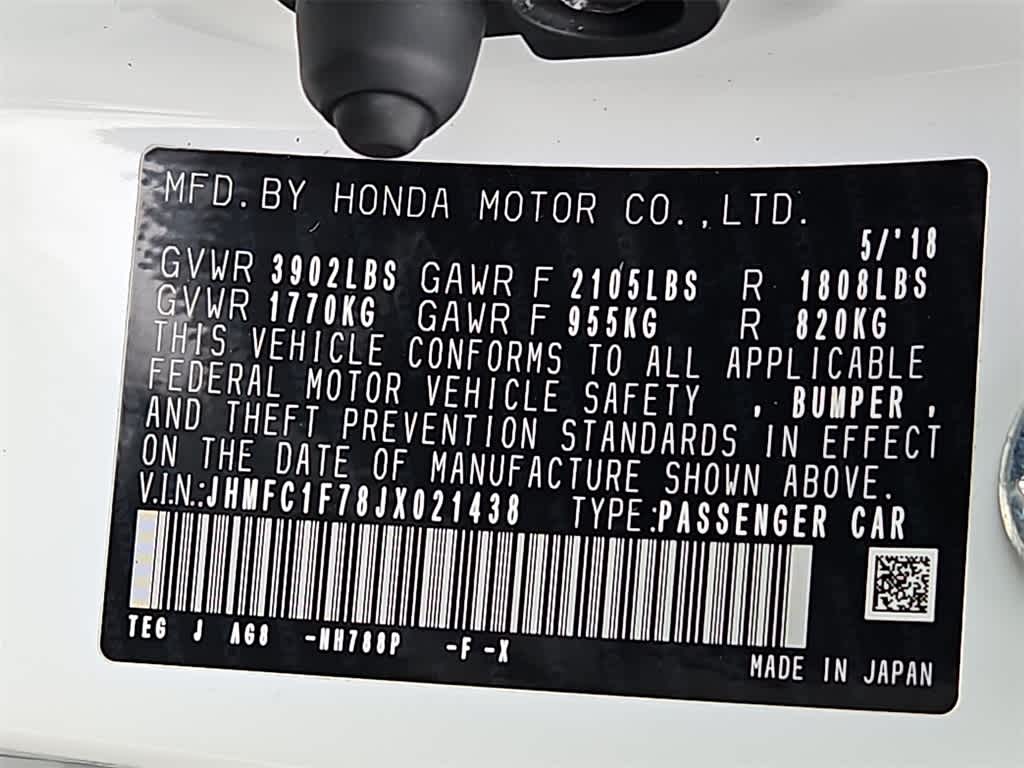 MFD. BY HONDA MOTOR CO., LTD.
5/'18
GVWR 3902LBS GAWR F 2105LBS R 1808LBS
GVWR 1770KG GAWR F 955KG R 820KG
THIS VEHICLE CONFORMS TO ALL APPLICABLE
FEDERAL MOTOR VEHICLE SAFETY , BUMPER ,
AND THEFT PREVENTION STANDARDS IN EFFECT
ON THE DATE OF MANUFACTURE SHOWN ABOVE.
V.I.N.:JHMFC1F78JX021438 TYPE:PASSENGER CAR
TEG J AG8 -NH788P -F -X
MADE IN JAPAN